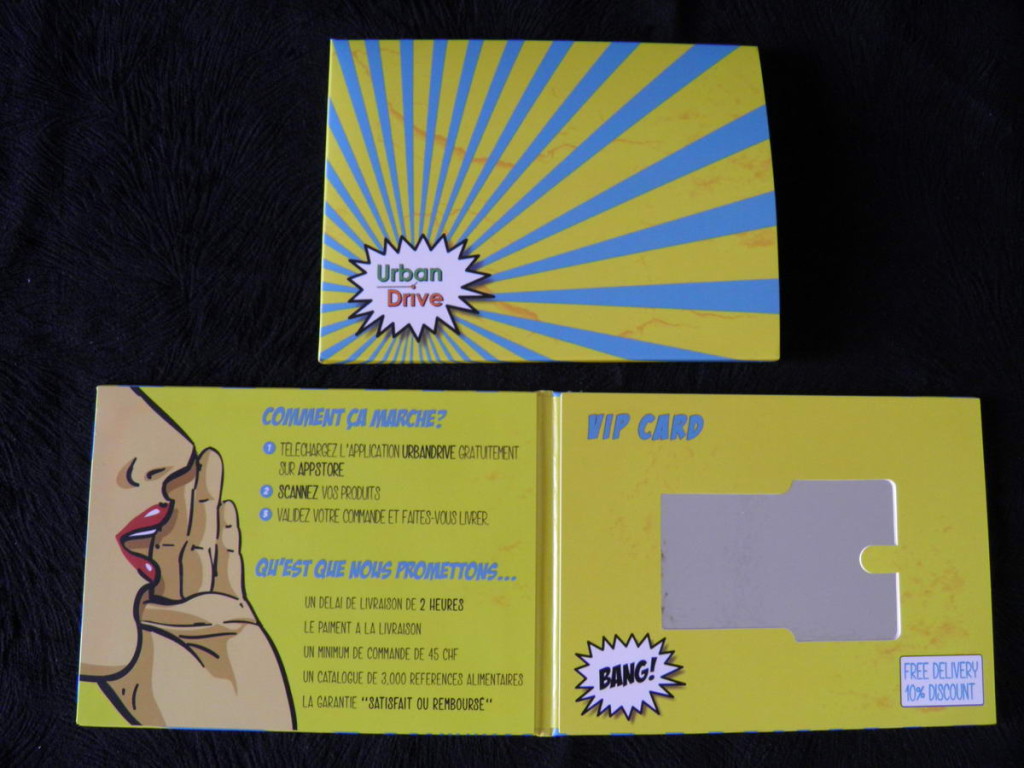 Urban
Drive
COMMENT ÇA MARCHE?
1 TÉLÉCHARGEZ L'APPLICATION URBANDRIVE GRATUITEMENT
SUR APPSTORE
2 SCANNEZ VOS PRODUITS
3 VALIDEZ VOTRE COMMANDE ET FAITES-VOUS LIVRER.
QU'EST QUE NOUS PROMETTONS...
UN DELAI DE LIVRAISON DE 2 HEURES
LE PAIMENT A LA LIVRAISON
UN MINIMUM DE COMMANDE DE 45 CHF
UN CATALOGUE DE 3.000 REFERENCES ALIMENTAIRES
LA GARANTIE "SATISFAIT OU REMBOURSE"
VIP CARD
BANG!
FREE DELIVERY
10% DISCOUNT